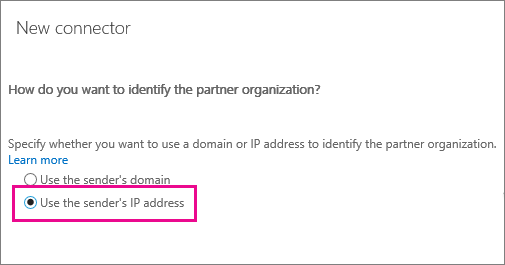 New connector
How do you want to identify the partner organization?
Specify whether you want to use a domain or IP address to identify the partner organization.
Learn more
Use the sender's domain
Use the sender's IP address